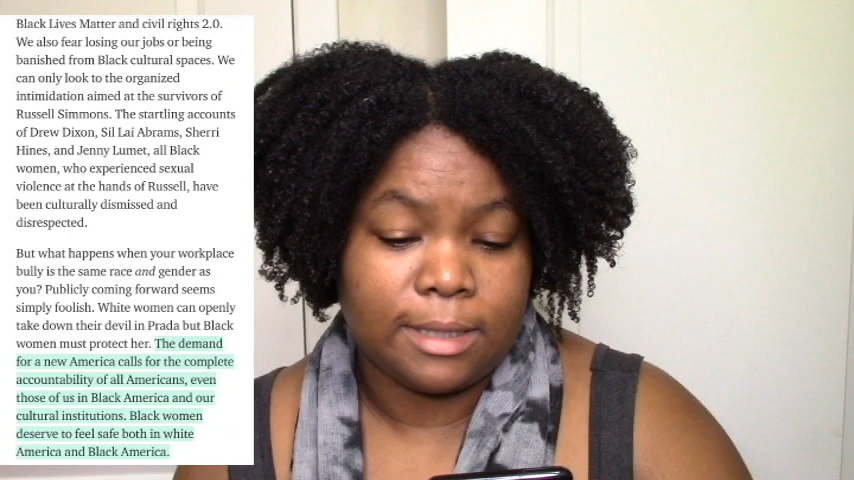 Black Lives Matter and civil rights 2.0.
We also fear losing our jobs or being
banished from Black cultural spaces. We
can only look to the organized
intimidation aimed at the survivors of
Russell Simmons. The startling accounts
of Drew Dixon, Sil Lai Abrams, Sherri
Hines, and Jenny Lumet, all Black
women, who experienced sexual
violence at the hands of Russell, have
been culturally dismissed and
disrespected.
But what happens when your workplace
bully is the same race and gender as
you? Publicly coming forward seems
simply foolish. White women can openly
take down their devil in Prada but Black
women must protect her. The demand
for a new America calls for the complete
accountability of all Americans, even
those of us in Black America and our
cultural institutions. Black women
deserve to feel safe both in white
America and Black America.